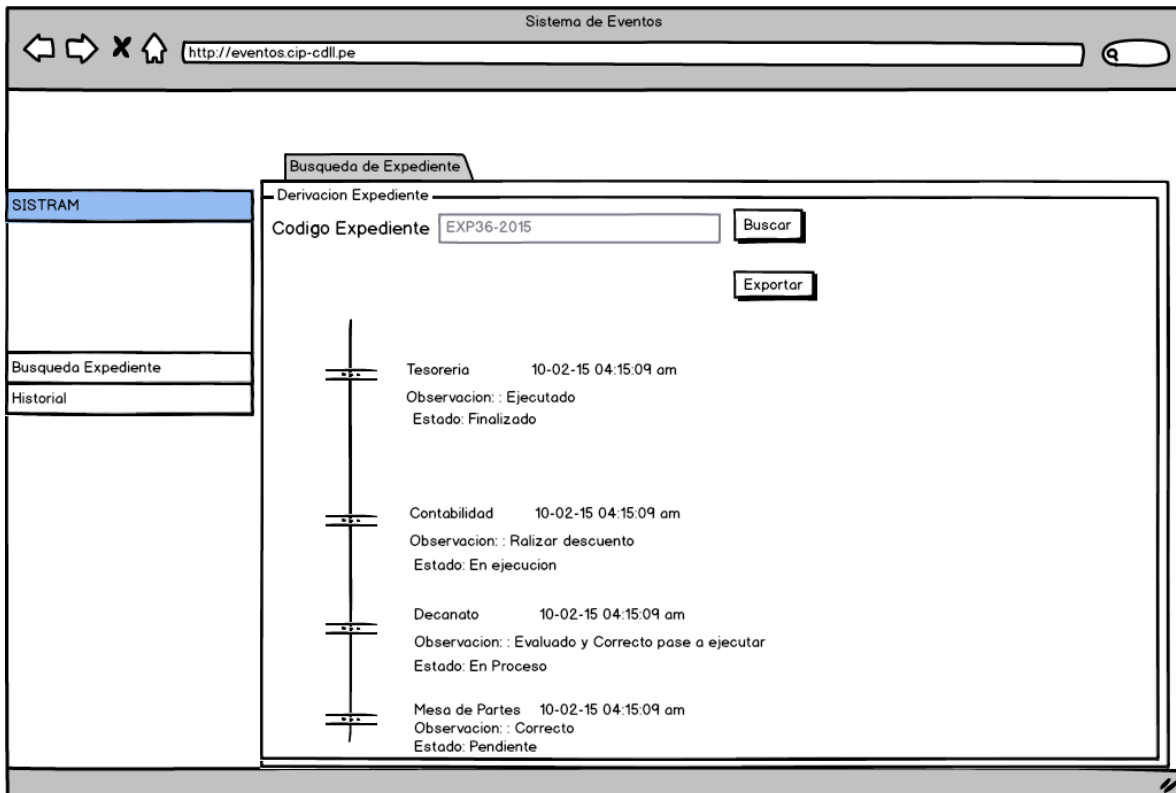 Sistema de Eventos
http://eventos.cip-cdll.pe
Busqueda de Expediente
SISTRAM
Derivacion Expediente
Codigo Expediente EXP36-2015 Buscar
Exportar
Busqueda Expediente
Historial
Tesoreria 10-02-15 04:15:09 am
Observacion: : Ejecutado
Estado: Finalizado
Contabilidad 10-02-15 04:15:09 am
Observacion: : Ralizar descuento
Estado: En ejecucion
Decanato 10-02-15 04:15:09 am
Observacion: : Evaluado y Correcto pase a ejecutar
Estado: En Proceso
Mesa de Partes 10-02-15 04:15:09 am
Observacion: : Correcto
Estado: Pendiente